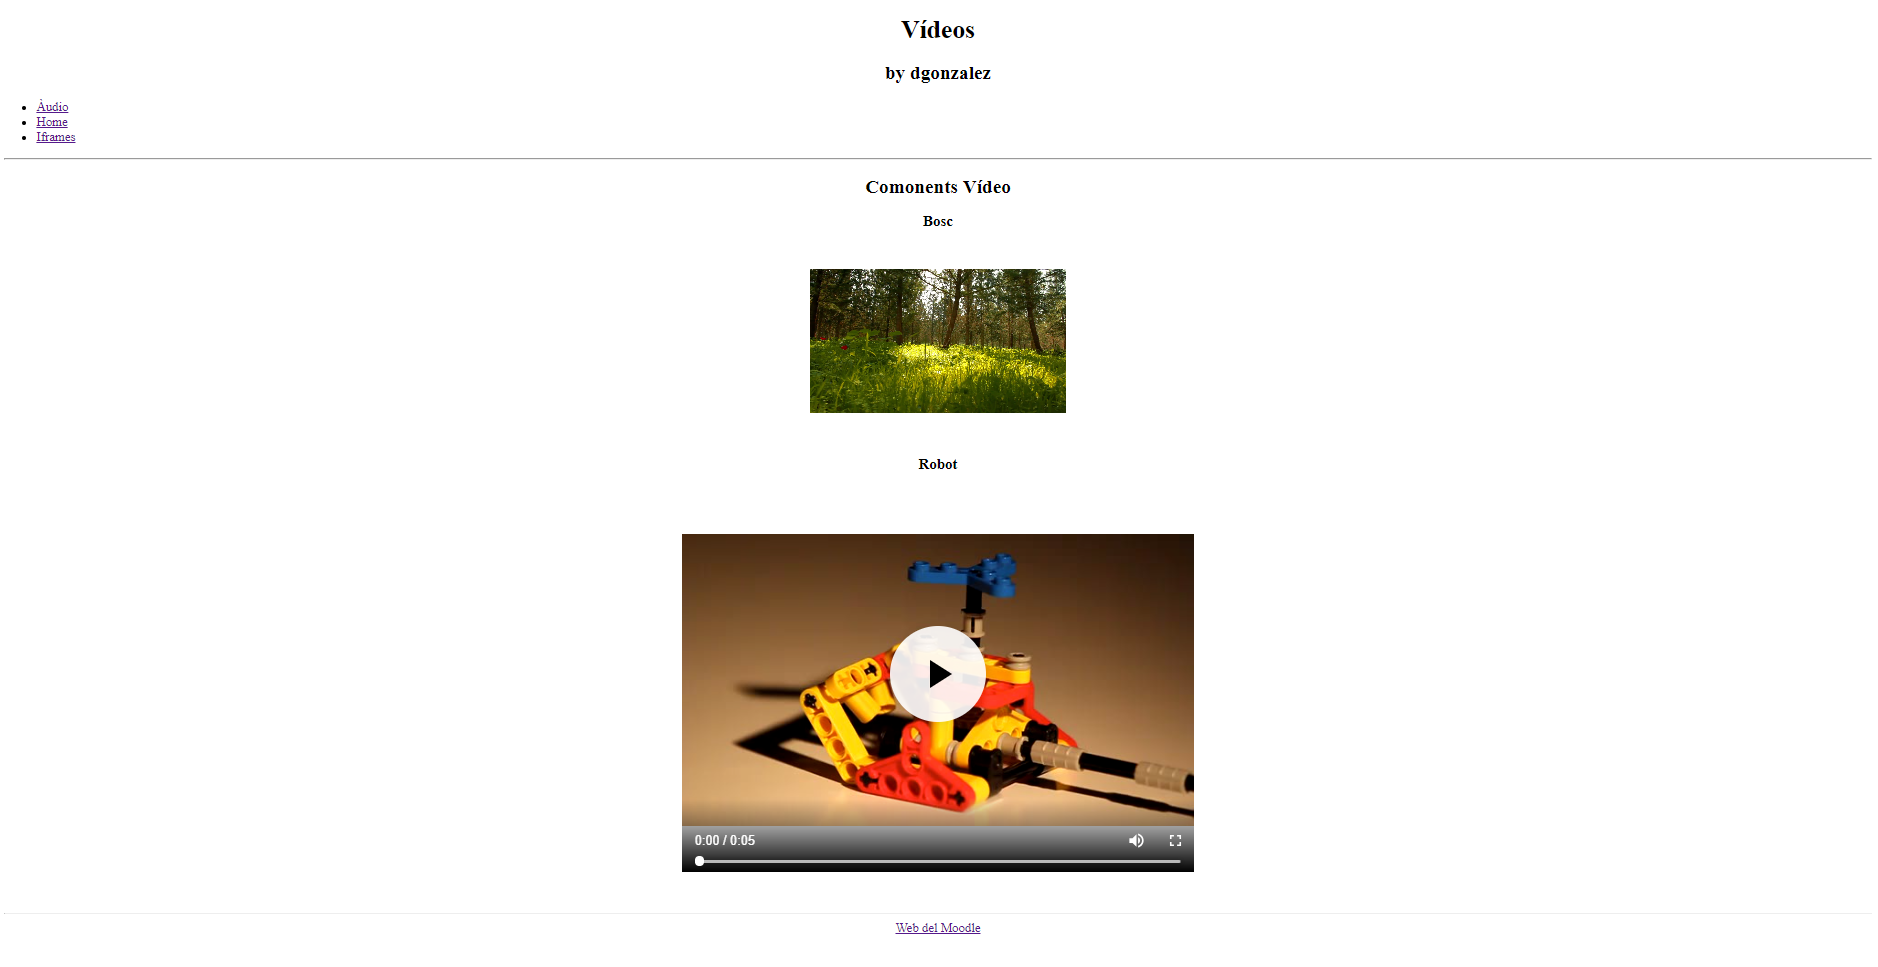 Vídeos
by dgonzalez
Àudio
Home
Iframes
Comonents Vídeo
Bosc
Robot
0:00 / 0:05
Web del Moodle